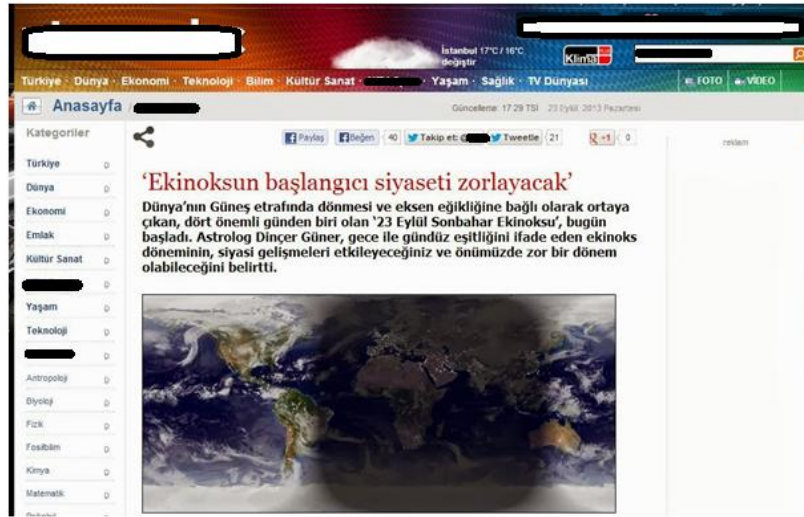 İstanbul 17°C / 16°C
değiştir
Klima
Türkiye · Dünya · Ekonomi · Teknoloji · Bilim · Kültür Sanat · Yaşam · Sağlık · TV Dünyası
FOTO
VİDEO
Anasayfa /
Güncelleme: 17:29 TSİ 23 Eylül 2013 Pazartesi
Kategoriler
Paylaş
Beğen 40
Takip et: @
Tweetle 21
+1 0
reklam
Türkiye
Dünya
Ekonomi
Emlak
Kültür Sanat
Yaşam
Teknoloji
Antropoloji
Biyoloji
Fizik
Fosilbilim
Kimya
Matematik
‘Ekinoksun başlangıcı siyaseti zorlayacak’
Dünya’nın Güneş etrafında dönmesi ve eksen eğikliğine bağlı olarak ortaya
çıkan, dört önemli günden biri olan ‘23 Eylül Sonbahar Ekinoksu’, bugün
başladı. Astrolog Dinçer Güner, gece ile gündüz eşitliğini ifade eden ekinoks
döneminin, siyasi gelişmeleri etkileyeceğiniz ve önümüzde zor bir dönem
olabileceğini belirtti.